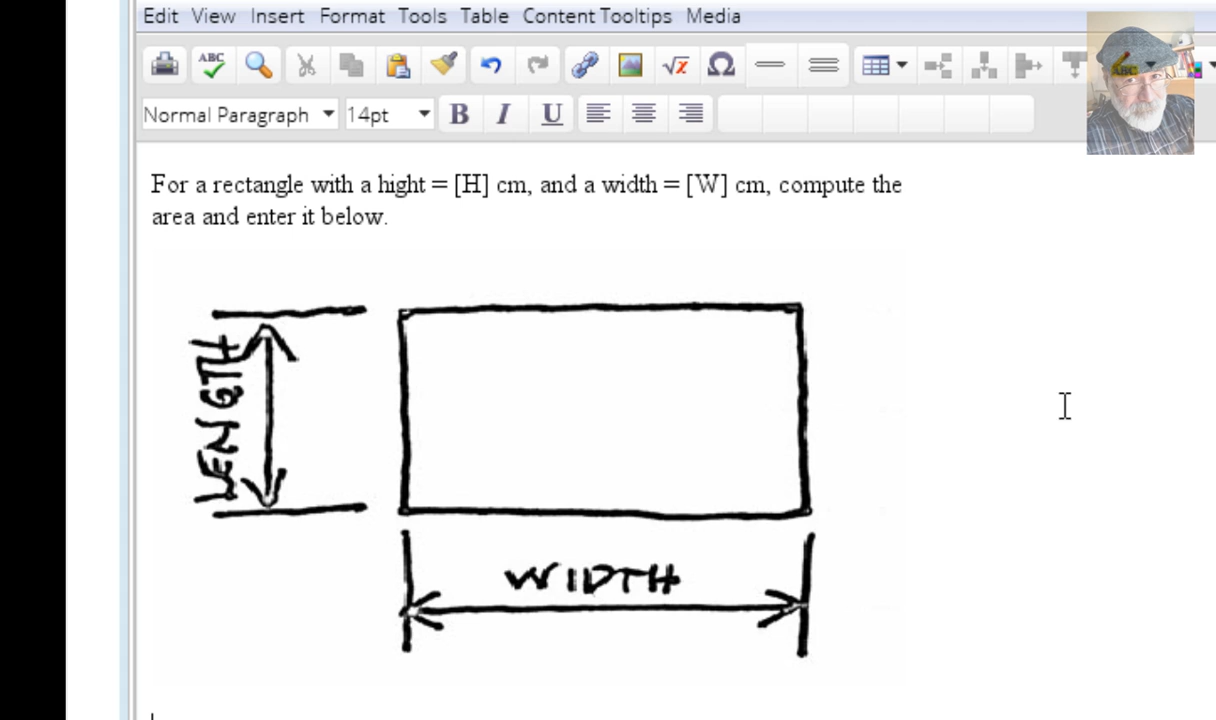 Edit View Insert Format Tools Table Content Tooltips Media
ABC
Normal Paragraph 14pt B I U
For a rectangle with a hight = [H] cm, and a width = [W] cm, compute the
area and enter it below.
LENGTH
WIDTH